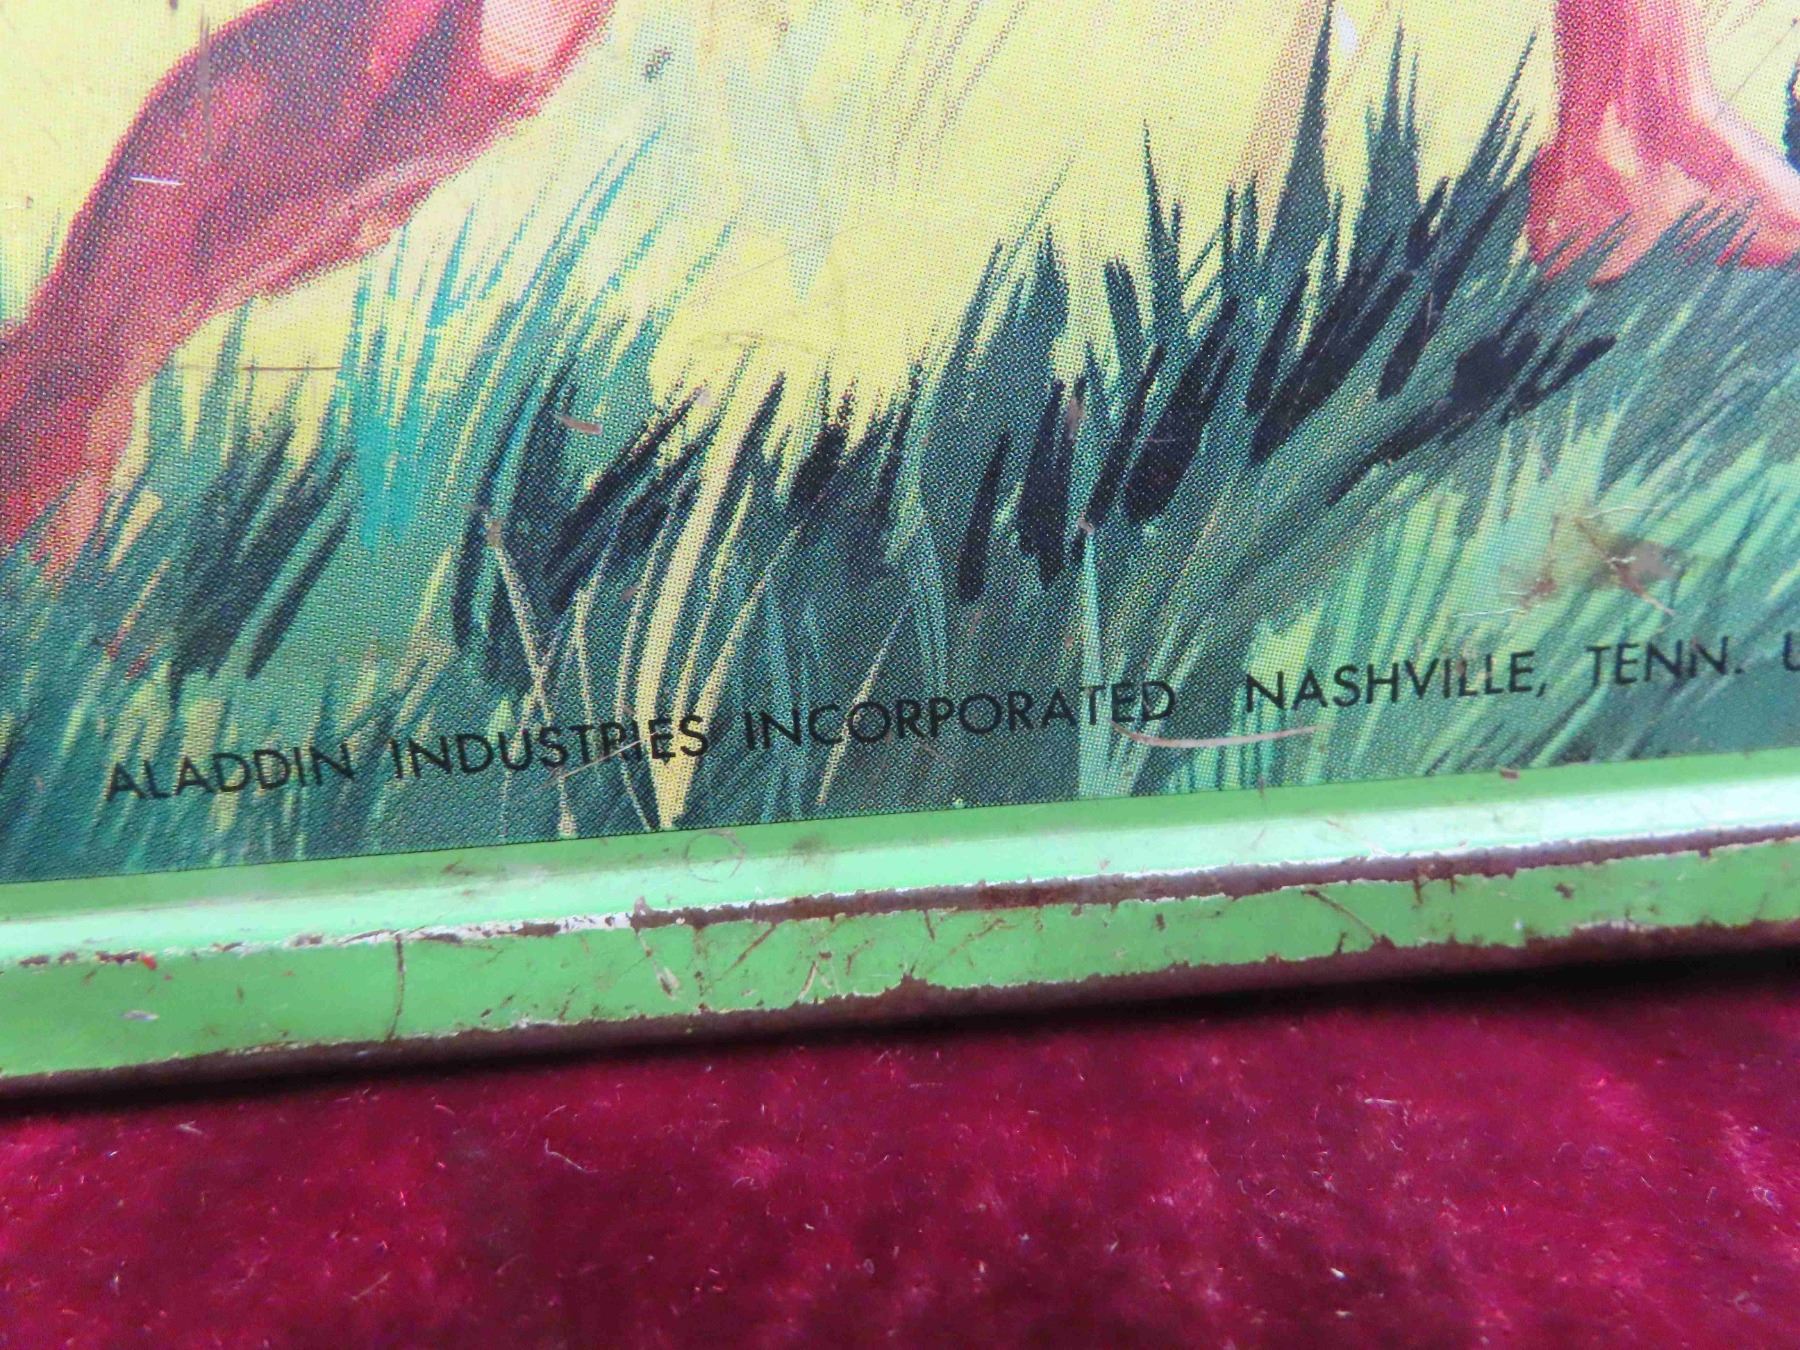 ALADDIN INDUSTRIES INCORPORATED NASHVILLE, TENN.